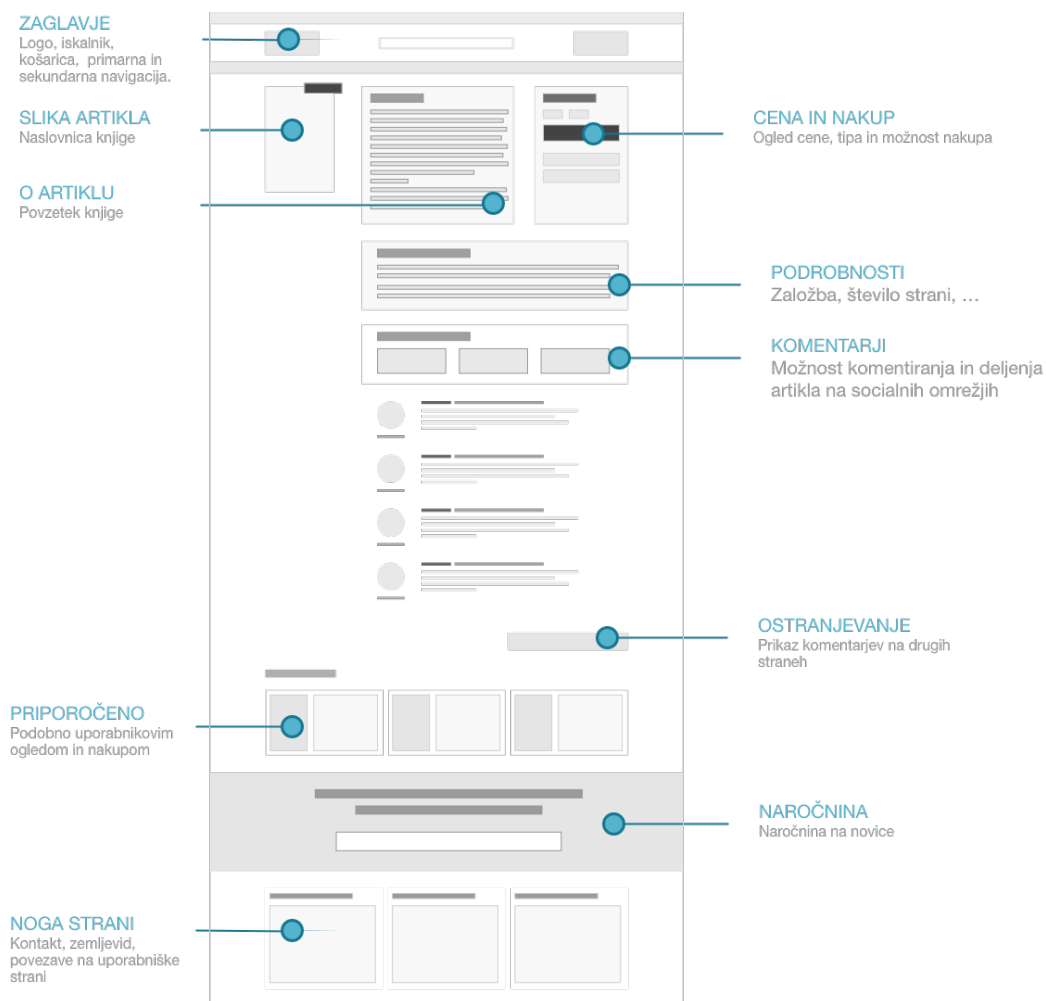 ZAGLAVJE
Logo, iskalnik,
košarica, primarna in
sekundarna navigacija.
SLIKA ARTIKLA
Naslovnica knjige
CENA IN NAKUP
Ogled cene, tipa in možnost nakupa
O ARTIKLU
Povzetek knjige
PODROBNOSTI
Založba, število strani, …
KOMENTARJI
Možnost komentiranja in deljenja
artikla na socialnih omrežjih
OSTRANJEVANJE
Prikaz komentarjev na drugih
straneh
PRIPOROČENO
Podobno uporabnikovim
ogledom in nakupom
NAROČNINA
Naročnina na novice
NOGA STRANI
Kontakt, zemljevid,
povezave na uporabniške
strani